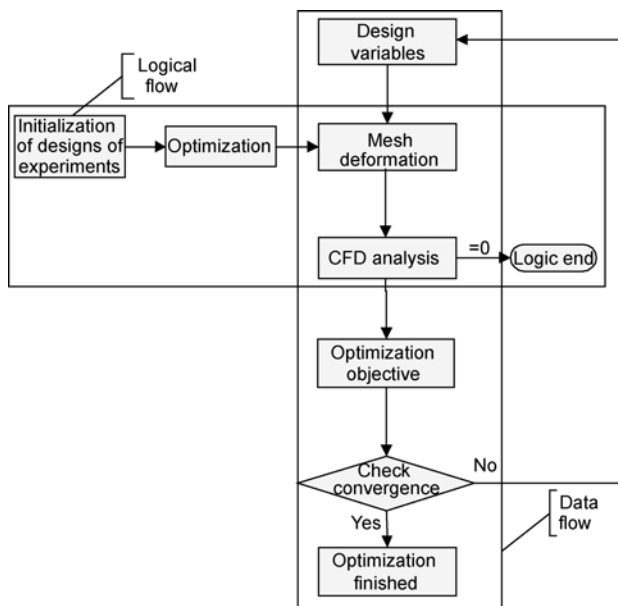 Design
variables
Logical
flow
Initialization
of designs of
experiments
Optimization
Mesh
deformation
CFD analysis
=0
Logic end
Optimization
objective
Check
convergence
No
Yes
Data
flow
Optimization
finished